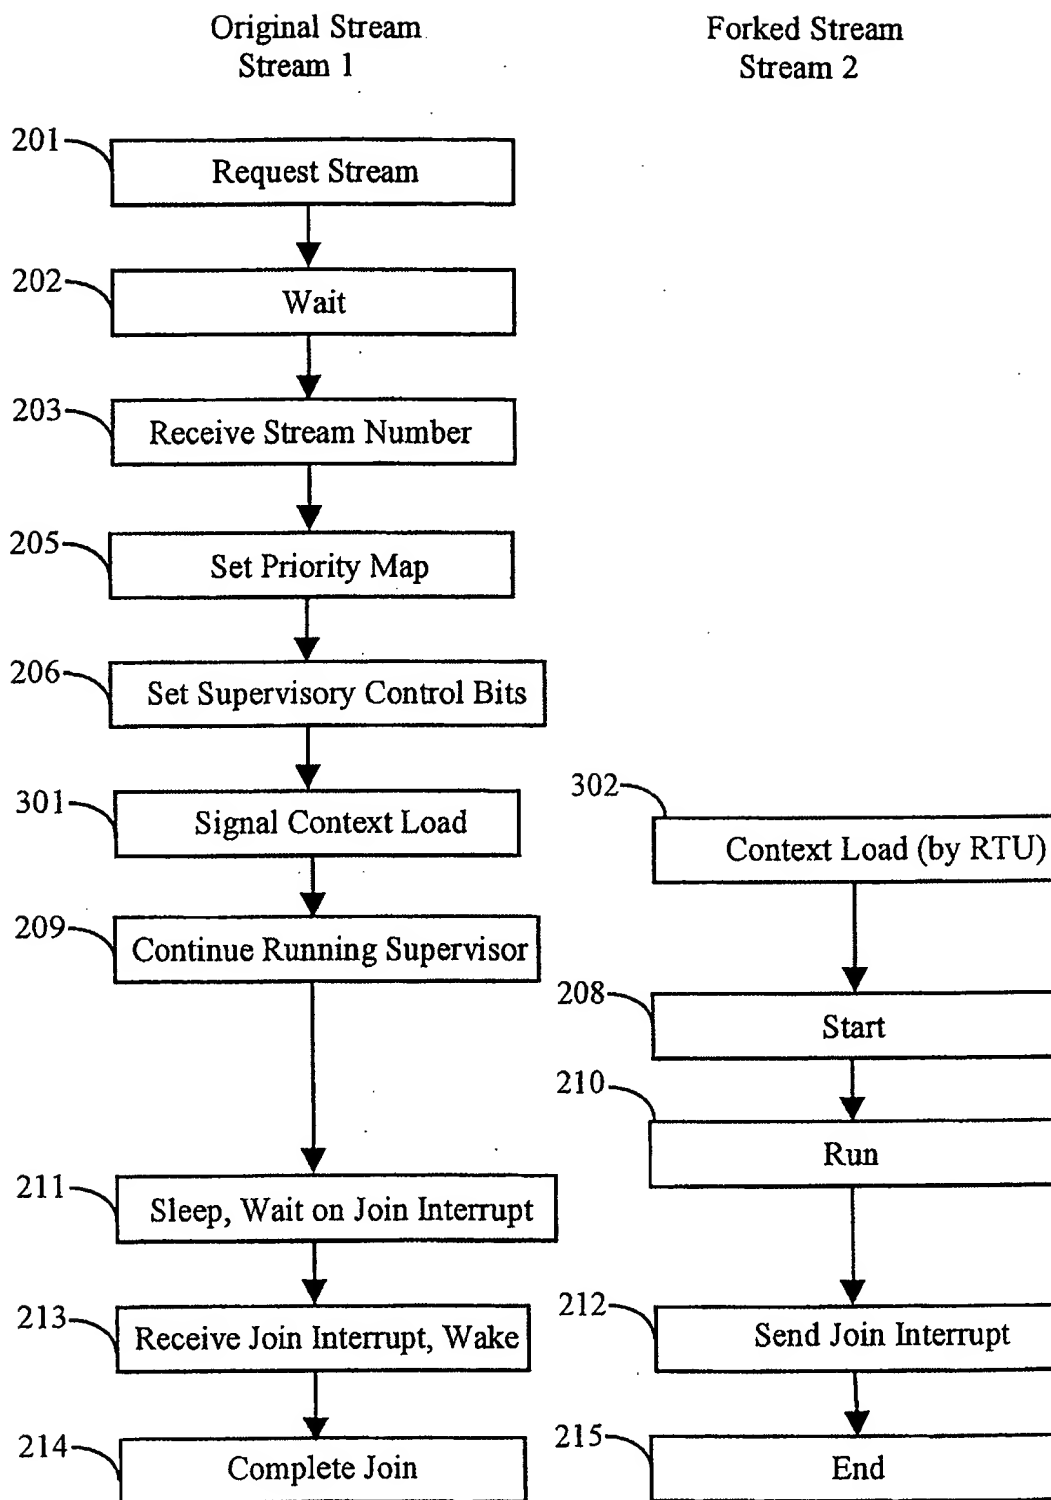 Original Stream
Stream 1
Forked Stream
Stream 2
201
Request Stream
202
Wait
203
Receive Stream Number
205
Set Priority Map
206
Set Supervisory Control Bits
301
Signal Context Load
302
Context Load (by RTU)
209
Continue Running Supervisor
208
Start
210
Run
211
Sleep, Wait on Join Interrupt
213
Receive Join Interrupt, Wake
212
Send Join Interrupt
214
Complete Join
215
End